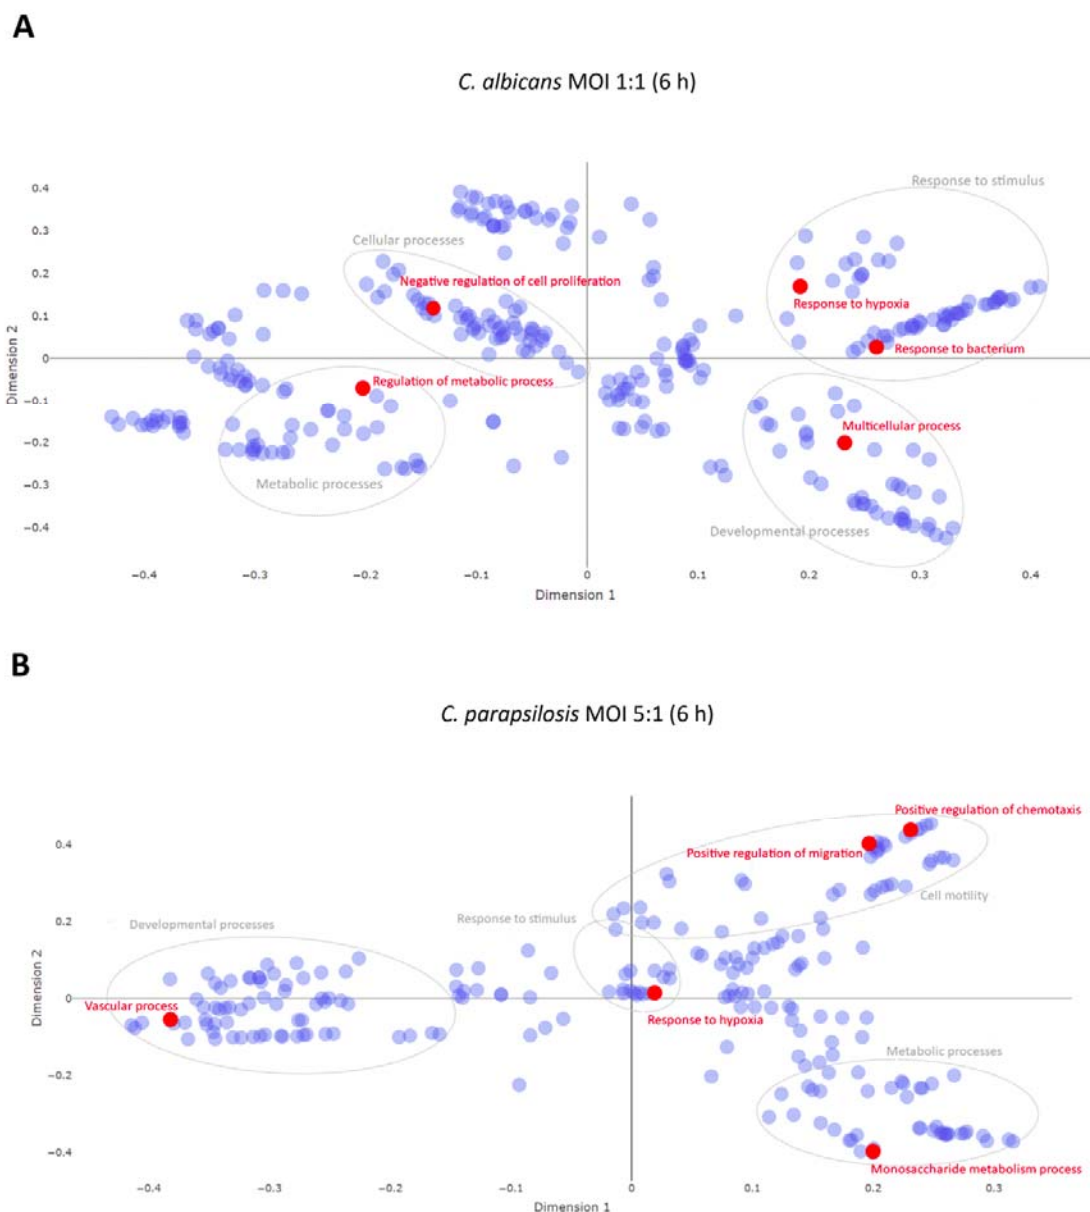 A
C. albicans MOI 1:1 (6 h)
Response to stimulus
Cellular processes
Negative regulation of cell proliferation
Response to hypoxia
Response to bacterium
Regulation of metabolic process
Multicellular process
Metabolic processes
Developmental processes
0.4
0.3
0.2
0.1
0
−0.1
−0.2
−0.3
−0.4
Dimension 2
−0.4 −0.3 −0.2 −0.1 0 0.1 0.2 0.3 0.4
Dimension 1
B
C. parapsilosis MOI 5:1 (6 h)
Positive regulation of chemotaxis
Positive regulation of migration
Cell motility
Developmental processes
Response to stimulus
Vascular process
Response to hypoxia
Metabolic processes
Monosaccharide metabolism process
0.4
0.2
0
−0.2
−0.4
Dimension 2
−0.4 −0.3 −0.2 −0.1 0 0.1 0.2 0.3
Dimension 1